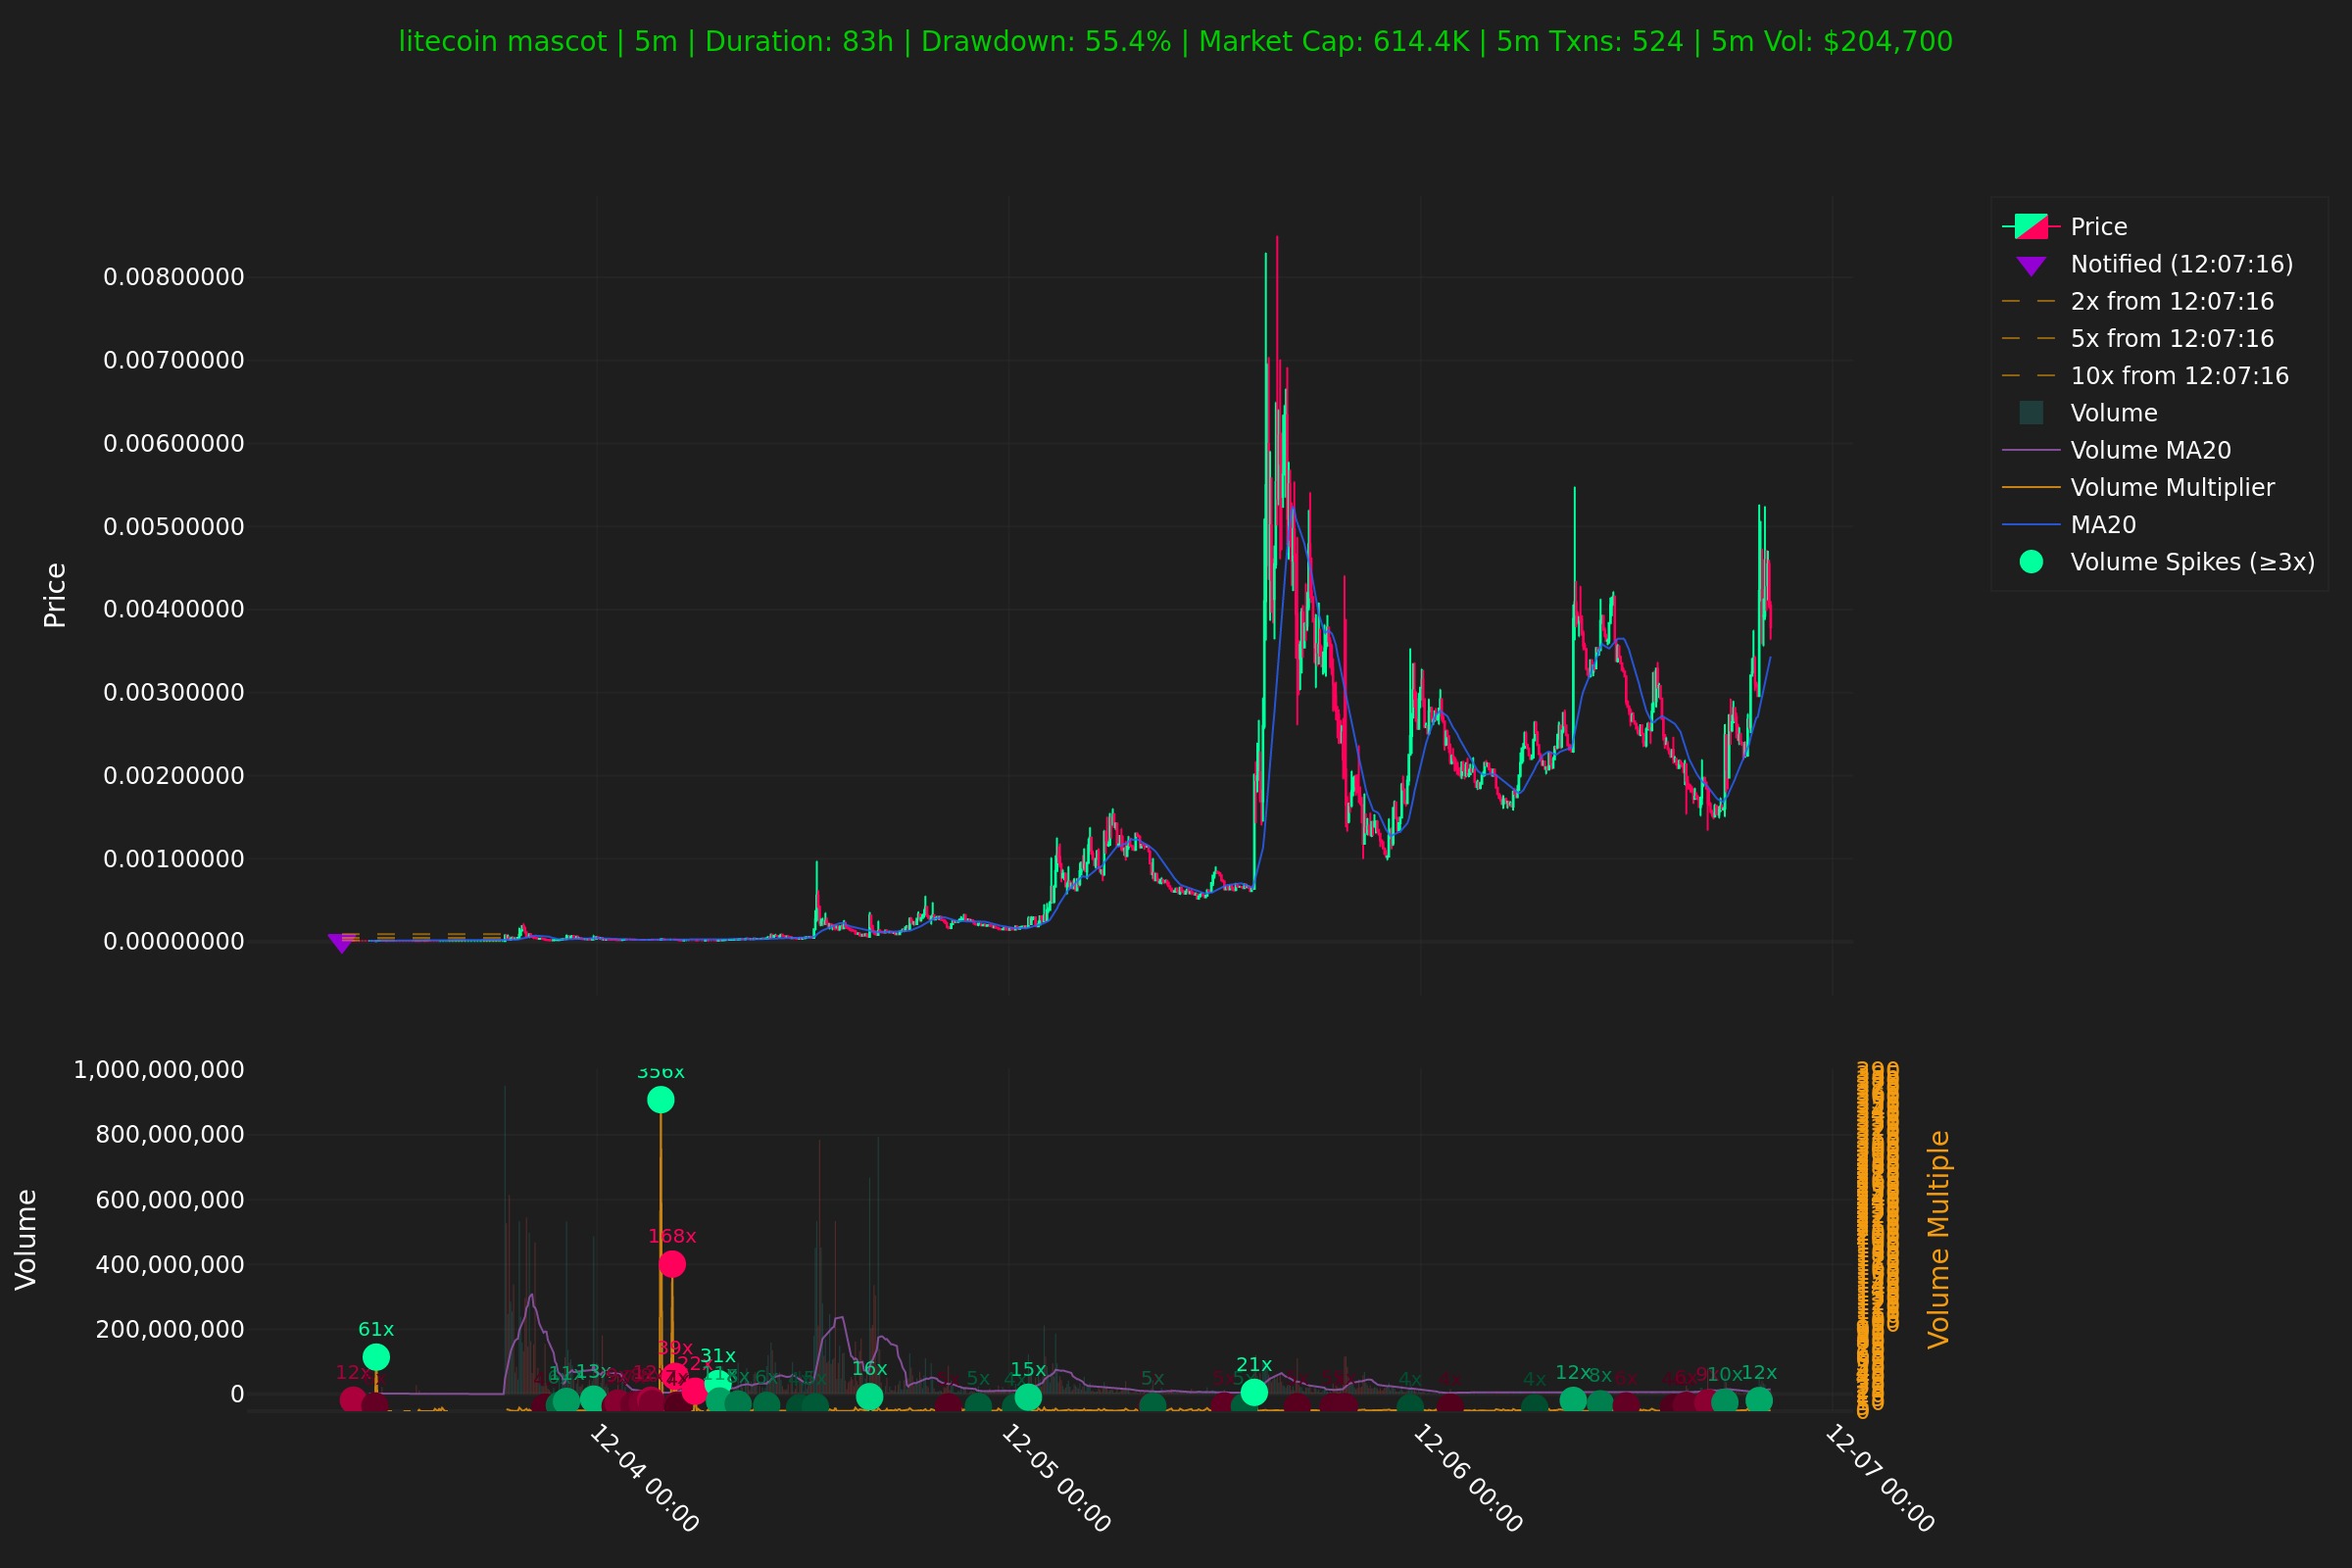 litecoin mascot | 5m | Duration: 83h | Drawdown: 55.4% | Market Cap: 614.4K | 5m Txns: 524 | 5m Vol: $204,700
Price
Notified (12:07:16)
2x from 12:07:16
5x from 12:07:16
10x from 12:07:16
Volume
Volume MA20
Volume Multiplier
MA20
Volume Spikes (≥3x)
Price
0.00800000
0.00700000
0.00600000
0.00500000
0.00400000
0.00300000
0.00200000
0.00100000
0.00000000
Volume
1,000,000,000
800,000,000
600,000,000
400,000,000
200,000,000
0
356x
168x
61x
39x
22x
31x
12x
11x
13x
16x
5x
15x
5x
21x
4x
4x
12x
8x
10x
12x
Volume Multiple
12-04 00:00
12-05 00:00
12-06 00:00
12-07 00:00